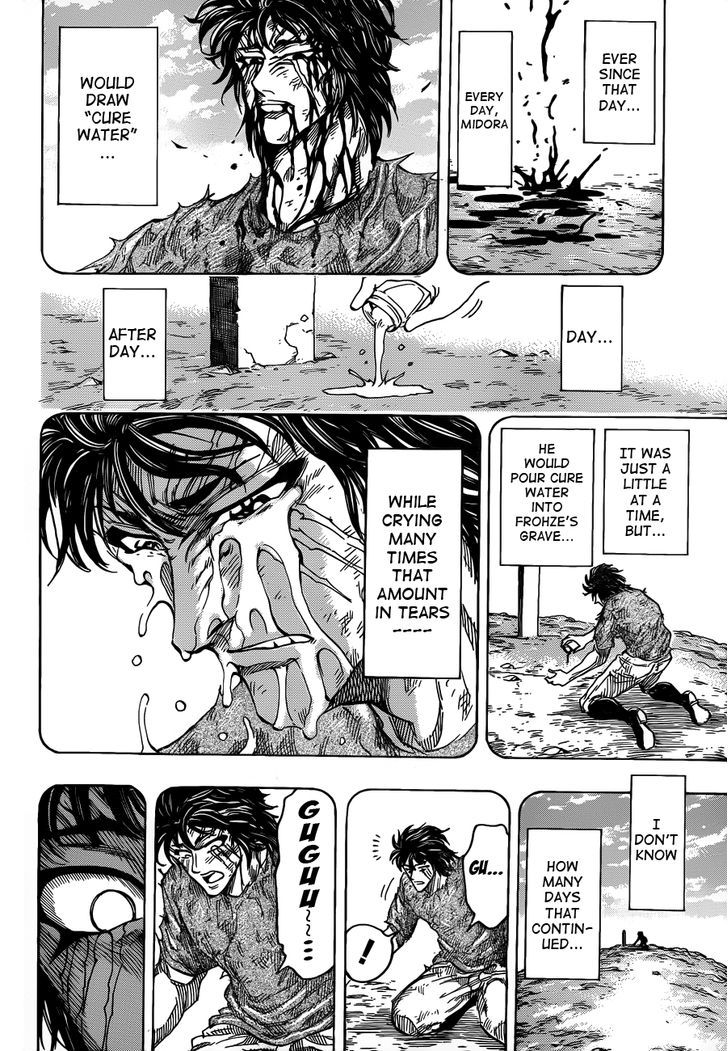 EVER
SINCE
THAT
DAY...
EVERY
DAY,
MIDORA
WOULD
DRAW
"CURE
WATER"
...
DAY...
AFTER
DAY...
IT WAS
JUST A
LITTLE
AT A
TIME,
BUT...
HE
WOULD
POUR CURE
WATER
INTO
FROHZE'S
GRAVE...
WHILE
CRYING
MANY
TIMES
THAT
AMOUNT
IN TEARS
----
I
DON'T
KNOW
HOW
MANY
DAYS
THAT
CONTIN-
UED...
GU...
!
GUGUU~~...